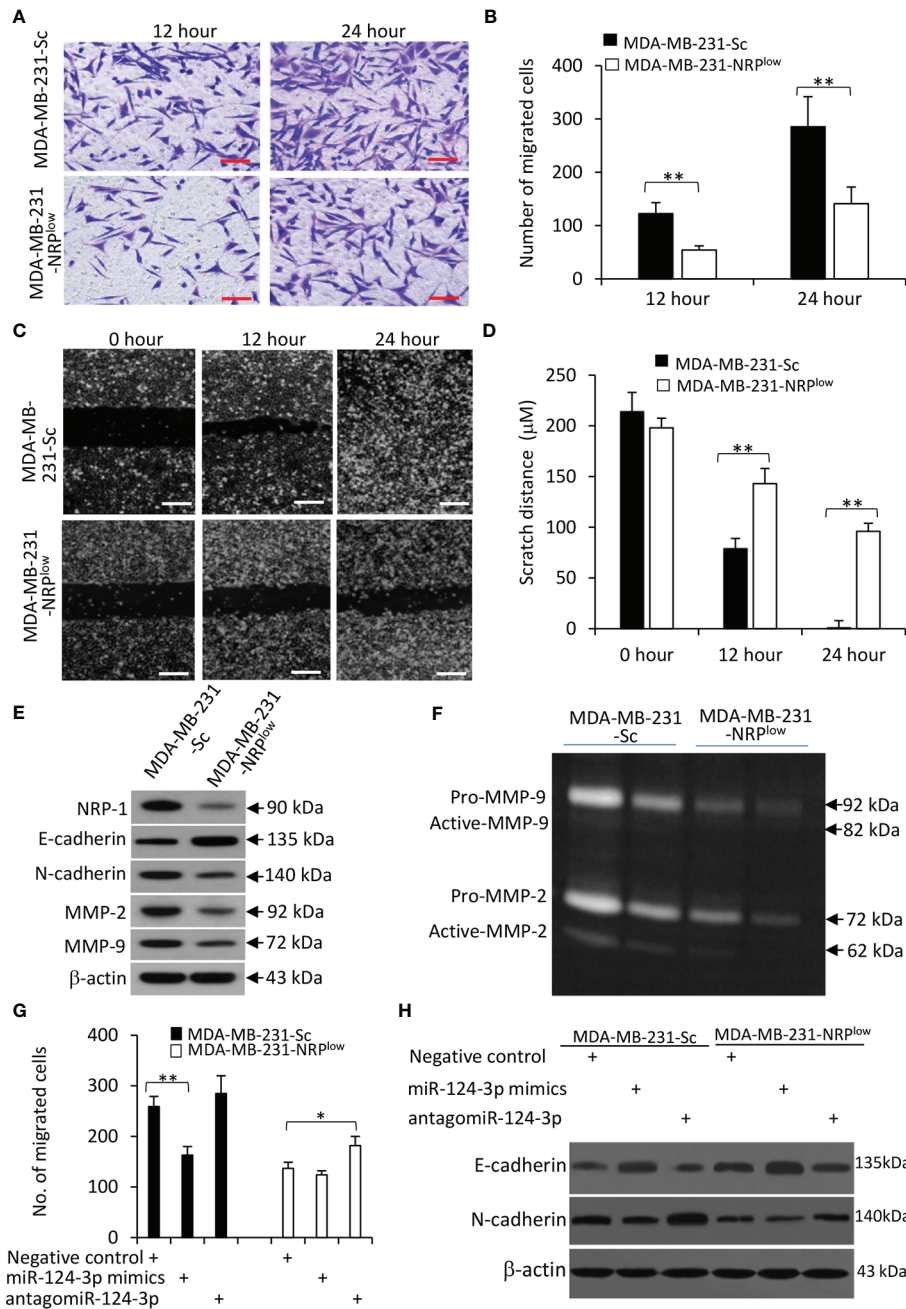 A
12 hour
24 hour
MDA-MB-231-Sc
MDA-MB-231
-NRPlow
B
MDA-MB-231-Sc
MDA-MB-231-NRPlow
Number of migrated cells
400
300
200
100
0
**
**
12 hour
24 hour
C
0 hour
12 hour
24 hour
MDA-MB-
231-Sc
MDA-MB-231
-NRPlow
D
MDA-MB-231-Sc
MDA-MB-231-NRPlow
Scratch distance (μM)
250
200
150
100
50
0
**
**
0 hour
12 hour
24 hour
E
MDA-MB-231
-Sc
MDA-MB-231
-NRPlow
NRP-1
90 kDa
E-cadherin
135 kDa
N-cadherin
140 kDa
MMP-2
92 kDa
MMP-9
72 kDa
β-actin
43 kDa
F
MDA-MB-231
-Sc
MDA-MB-231
-NRPlow
Pro-MMP-9
92 kDa
Active-MMP-9
82 kDa
Pro-MMP-2
72 kDa
Active-MMP-2
62 kDa
G
MDA-MB-231-Sc
MDA-MB-231-NRPlow
No. of migrated cells
400
300
200
100
0
**
*
Negative control + +
miR-124-3p mimics + +
antagomiR-124-3p + +
H
MDA-MB-231-Sc MDA-MB-231-NRPlow
Negative control + +
miR-124-3p mimics + +
antagomiR-124-3p + +
E-cadherin
135kDa
N-cadherin
140kDa
β-actin
43 kDa